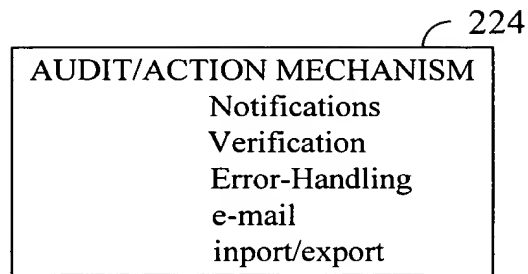 224
AUDIT/ACTION MECHANISM
Notifications
Verification
Error-Handling
e-mail
inport/export